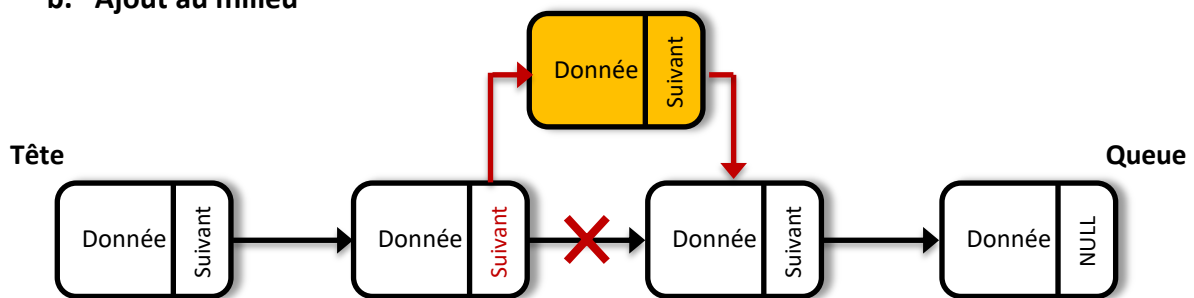 b. Ajout au milieu
Donnée Suivant
Tête Queue
Donnée Suivant Donnée Suivant Donnée Suivant Donnée NULL